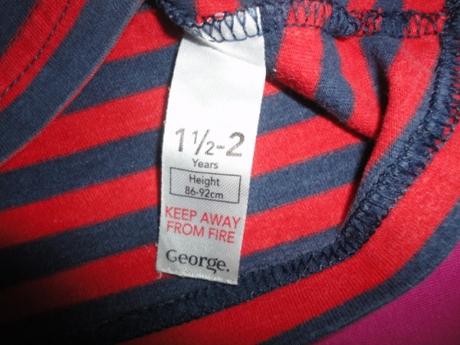 1½-2
Years
Height
86-92cm
KEEP AWAY
FROM FIRE
George.